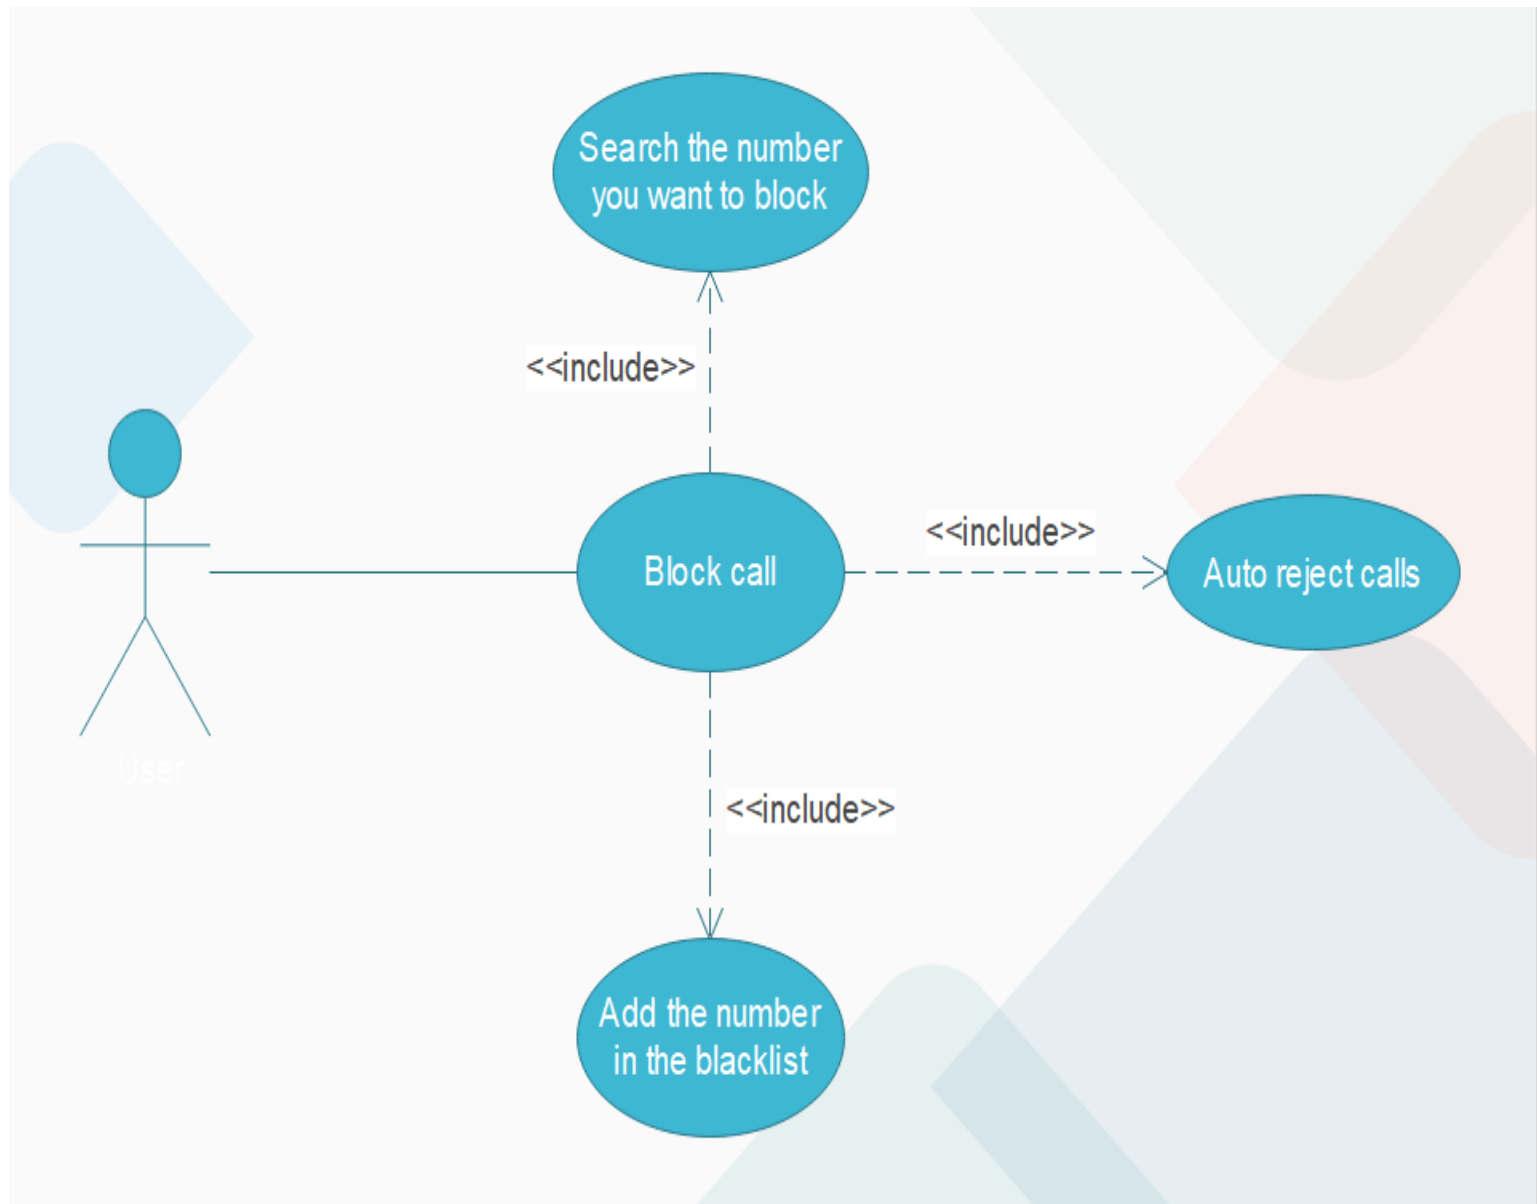 Search the number
you want to block
<<include>>
<<include>>
Block call
Auto reject calls
User
<<include>>
Add the number
in the blacklist